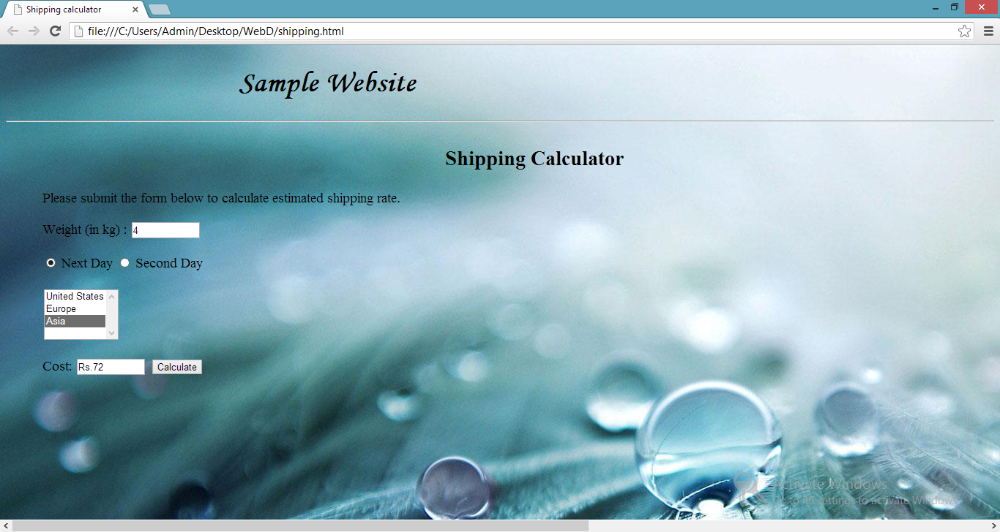 Shipping calculator
file:///C:/Users/Admin/Desktop/WebD/shipping.html
Sample Website
Shipping Calculator
Please submit the form below to calculate estimated shipping rate.
Weight (in kg) : 4
Next Day Second Day
United States
Europe
Asia
Cost: Rs.72 Calculate
Activate Windows
Go to PC settings to activate Windows.